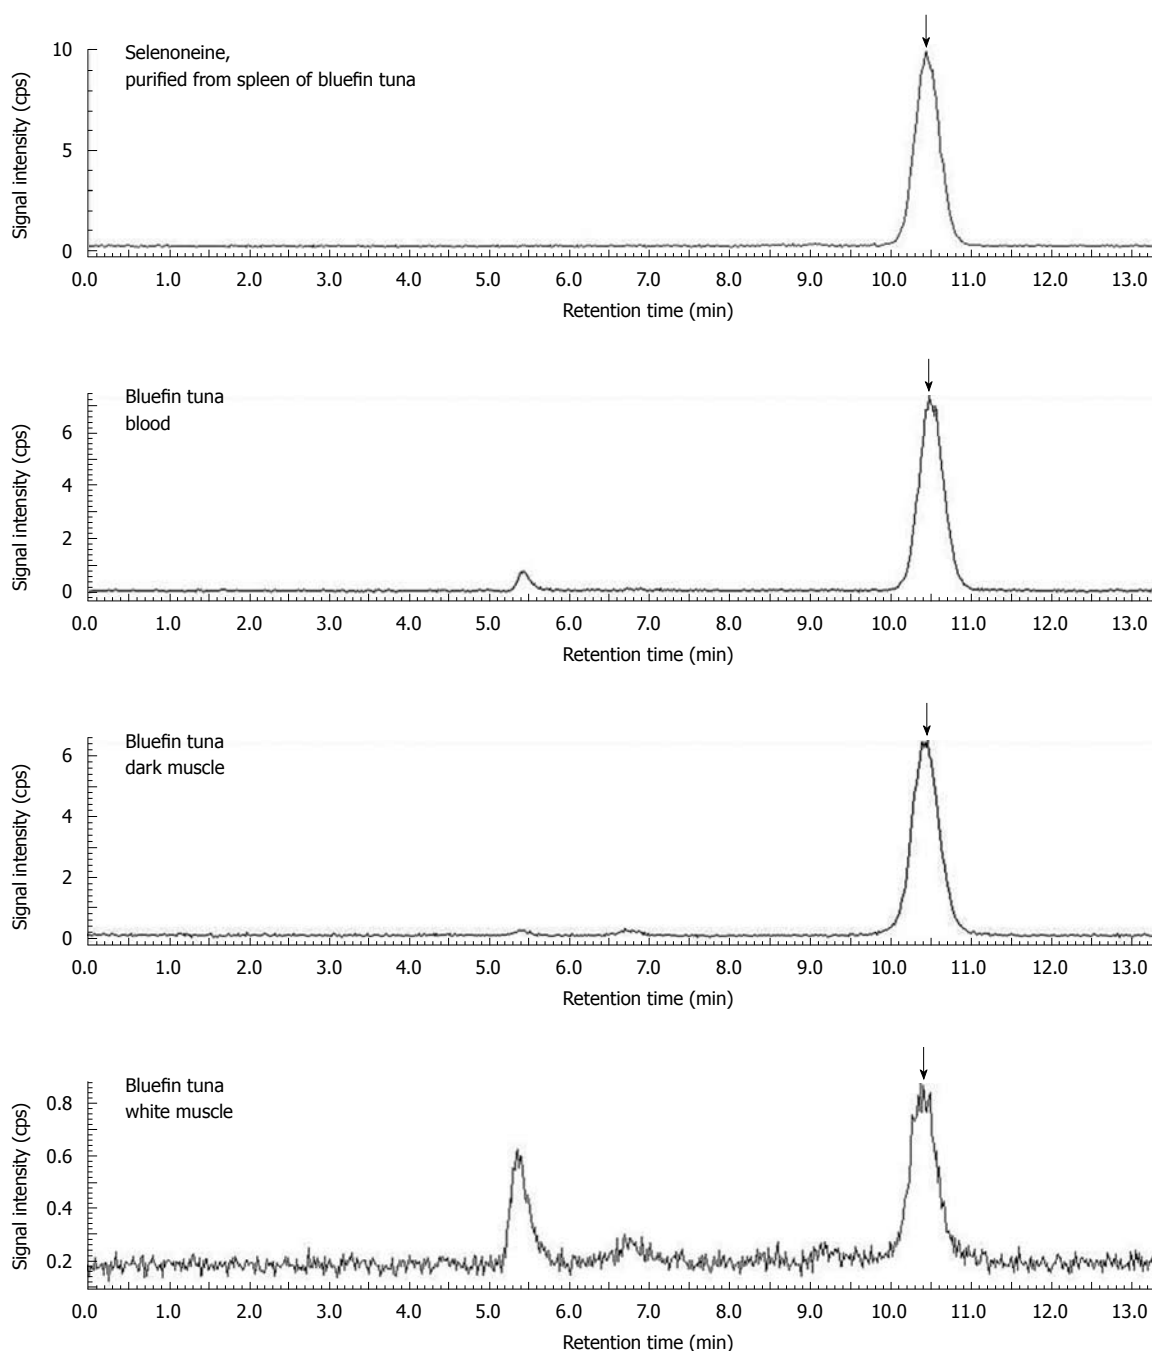 Selenoneine,
purified from spleen of bluefin tuna
Signal intensity (cps)
10
5
0
0.0 1.0 2.0 3.0 4.0 5.0 6.0 7.0 8.0 9.0 10.0 11.0 12.0 13.0
Retention time (min)
Bluefin tuna
blood
Signal intensity (cps)
6
4
2
0
0.0 1.0 2.0 3.0 4.0 5.0 6.0 7.0 8.0 9.0 10.0 11.0 12.0 13.0
Retention time (min)
Bluefin tuna
dark muscle
Signal intensity (cps)
6
4
2
0
0.0 1.0 2.0 3.0 4.0 5.0 6.0 7.0 8.0 9.0 10.0 11.0 12.0 13.0
Retention time (min)
Bluefin tuna
white muscle
Signal intensity (cps)
0.8
0.6
0.4
0.2
0.0 1.0 2.0 3.0 4.0 5.0 6.0 7.0 8.0 9.0 10.0 11.0 12.0 13.0
Retention time (min)